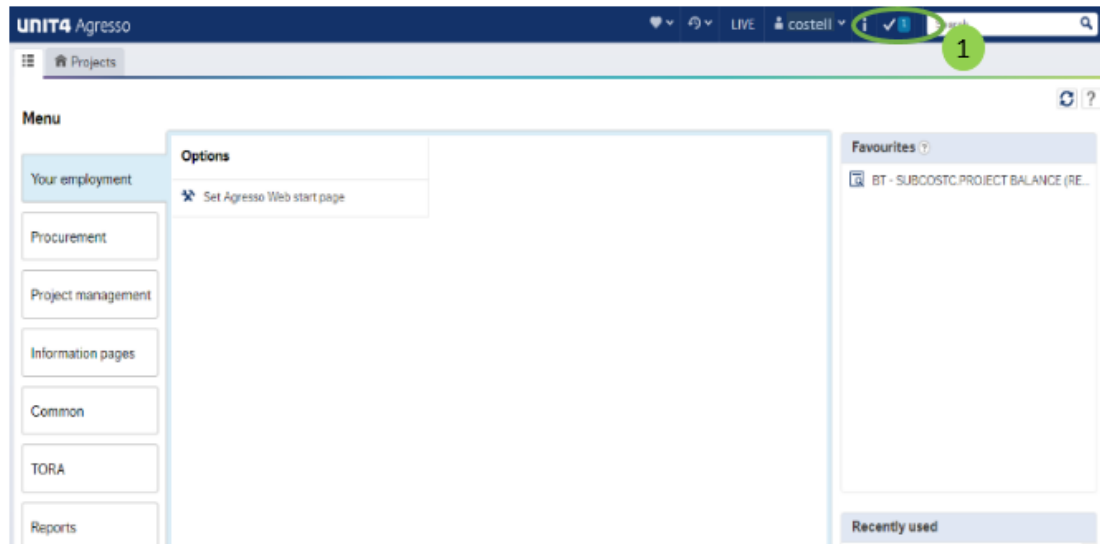 UNIT4 Agresso LIVE costell 1
1
Projects
?
Menu
Your employment
Procurement
Project management
Information pages
Common
TORA
Reports
Options
Set Agresso Web start page
Favourites ?
BT - SUBCOSTC.PROJECT BALANCE (RE...
Recently used